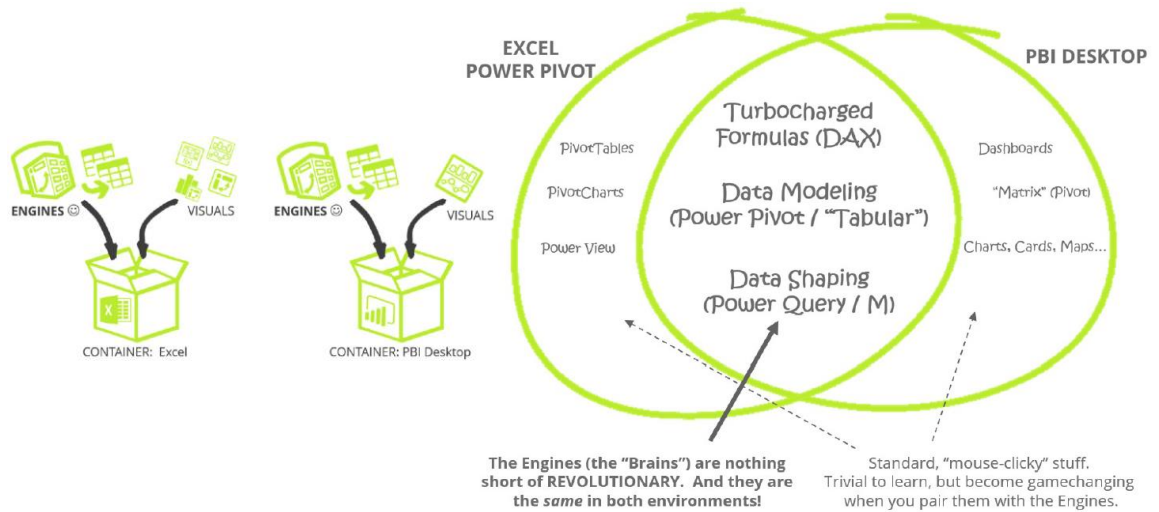 ENGINES ☺
VISUALS
CONTAINER: Excel
ENGINES ☺
VISUALS
CONTAINER: PBI Desktop
EXCEL
POWER PIVOT
PivotTables
PivotCharts
Power View
Turbocharged
Formulas (DAX)
Data Modeling
(Power Pivot / “Tabular”)
Data Shaping
(Power Query / M)
PBI DESKTOP
Dashboards
“Matrix” (Pivot)
Charts, Cards, Maps...
The Engines (the “Brains”) are nothing
short of REVOLUTIONARY. And they are
the same in both environments!
Standard, “mouse-clicky” stuff.
Trivial to learn, but become gamechanging
when you pair them with the Engines.